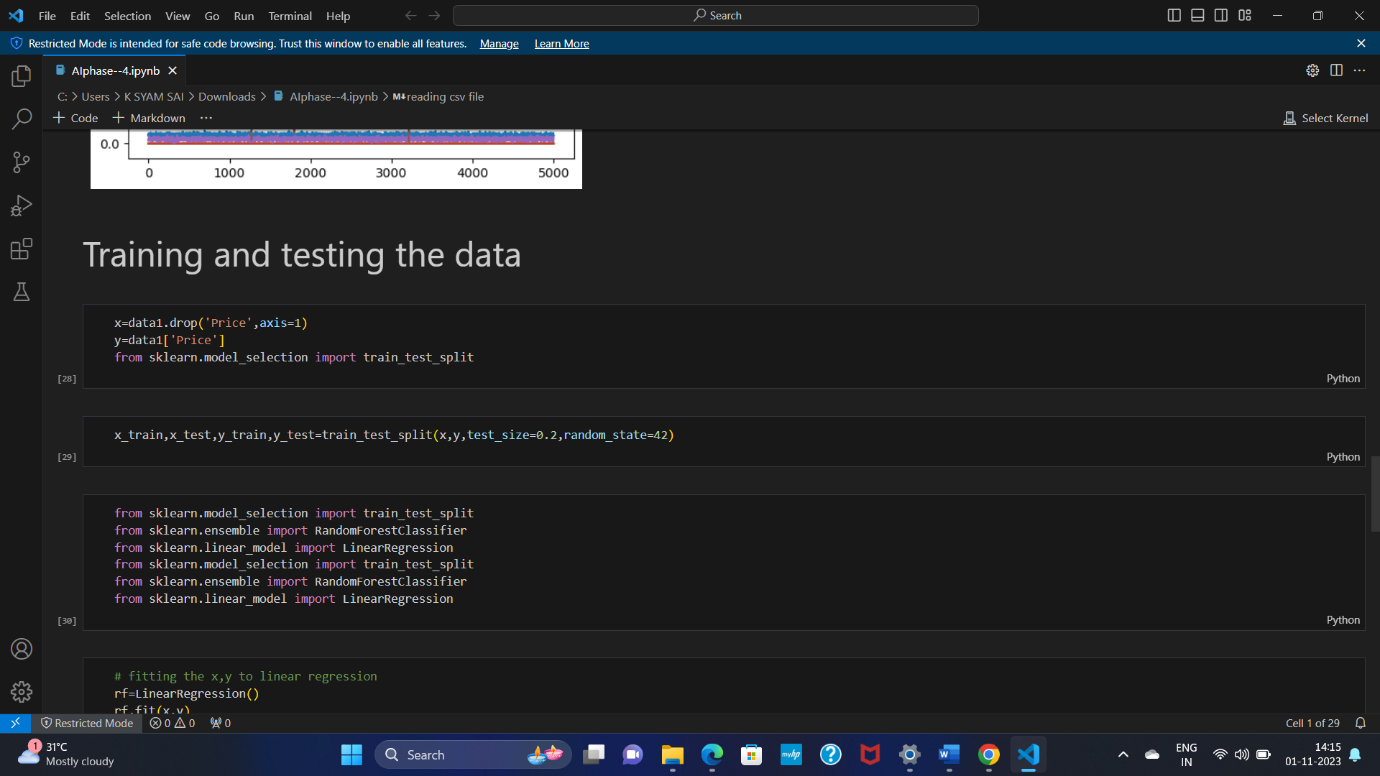 File Edit Selection View Go Run Terminal Help
Search
Restricted Mode is intended for safe code browsing. Trust this window to enable all features. Manage Learn More
AIphase--4.ipynb
C: > Users > K SYAM SAI > Downloads > AIphase--4.ipynb > M↓reading csv file
+ Code + Markdown ··· Select Kernel
0.0
0 1000 2000 3000 4000 5000
Training and testing the data
x=data1.drop('Price',axis=1)
y=data1['Price']
from sklearn.model_selection import train_test_split
[28] Python
x_train,x_test,y_train,y_test=train_test_split(x,y,test_size=0.2,random_state=42)
[29] Python
from sklearn.model_selection import train_test_split
from sklearn.ensemble import RandomForestClassifier
from sklearn.linear_model import LinearRegression
from sklearn.model_selection import train_test_split
from sklearn.ensemble import RandomForestClassifier
from sklearn.linear_model import LinearRegression
[30] Python
# fitting the x,y to linear regression
rf=LinearRegression()
rf.fit(x,y)
Restricted Mode 0 0 0 Cell 1 of 29
1 31°C
Mostly cloudy
Search
myhp
ENG
IN
14:15
01-11-2023